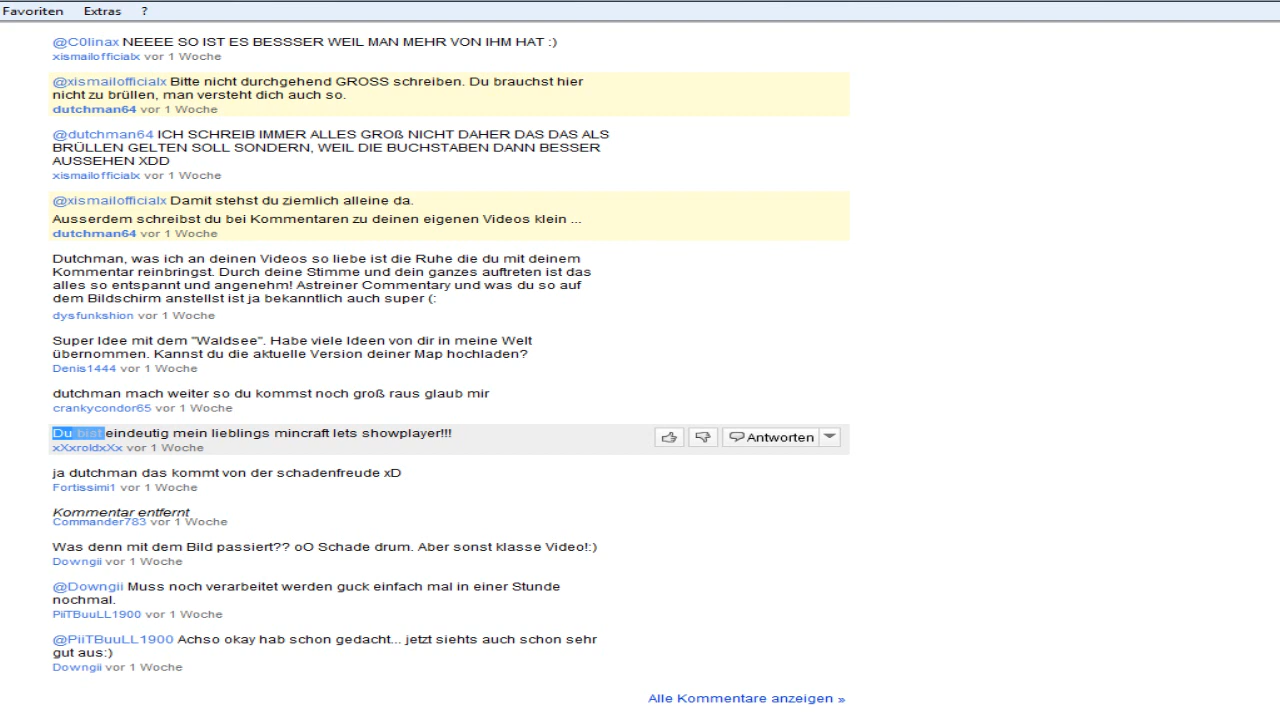 Favoriten Extras ?
@C0linax NEEEE SO IST ES BESSSER WEIL MAN MEHR VON IHM HAT :)
xismailofficialx vor 1 Woche
@xismailofficialx Bitte nicht durchgehend GROSS schreiben. Du brauchst hier
nicht zu brüllen, man versteht dich auch so.
dutchman64 vor 1 Woche
@dutchman64 ICH SCHREIB IMMER ALLES GROß NICHT DAHER DAS DAS ALS
BRÜLLEN GELTEN SOLL SONDERN, WEIL DIE BUCHSTABEN DANN BESSER
AUSSEHEN XDD
xismailofficialx vor 1 Woche
@xismailofficialx Damit stehst du ziemlich alleine da.
Ausserdem schreibst du bei Kommentaren zu deinen eigenen Videos klein ...
dutchman64 vor 1 Woche
Dutchman, was ich an deinen Videos so liebe ist die Ruhe die du mit deinem
Kommentar reinbringst. Durch deine Stimme und dein ganzes auftreten ist das
alles so entspannt und angenehm! Astreiner Commentary und was du so auf
dem Bildschirm anstellst ist ja bekanntlich auch super (:
dysfunkshion vor 1 Woche
Super Idee mit dem "Waldsee". Habe viele Ideen von dir in meine Welt
übernommen. Kannst du die aktuelle Version deiner Map hochladen?
Denis1444 vor 1 Woche
dutchman mach weiter so du kommst noch groß raus glaub mir
crankycondor65 vor 1 Woche
Du bist eindeutig mein lieblings mincraft lets showplayer!!!
Antworten
xXxroldxXx vor 1 Woche
ja dutchman das kommt von der schadenfreude xD
Fortissimi1 vor 1 Woche
Kommentar entfernt
Commander783 vor 1 Woche
Was denn mit dem Bild passiert?? oO Schade drum. Aber sonst klasse Video!:)
Downgii vor 1 Woche
@Downgii Muss noch verarbeitet werden guck einfach mal in einer Stunde
nochmal.
PiiTBuuLL1900 vor 1 Woche
@PiiTBuuLL1900 Achso okay hab schon gedacht... jetzt siehts auch schon sehr
gut aus:)
Downgii vor 1 Woche
Alle Kommentare anzeigen »